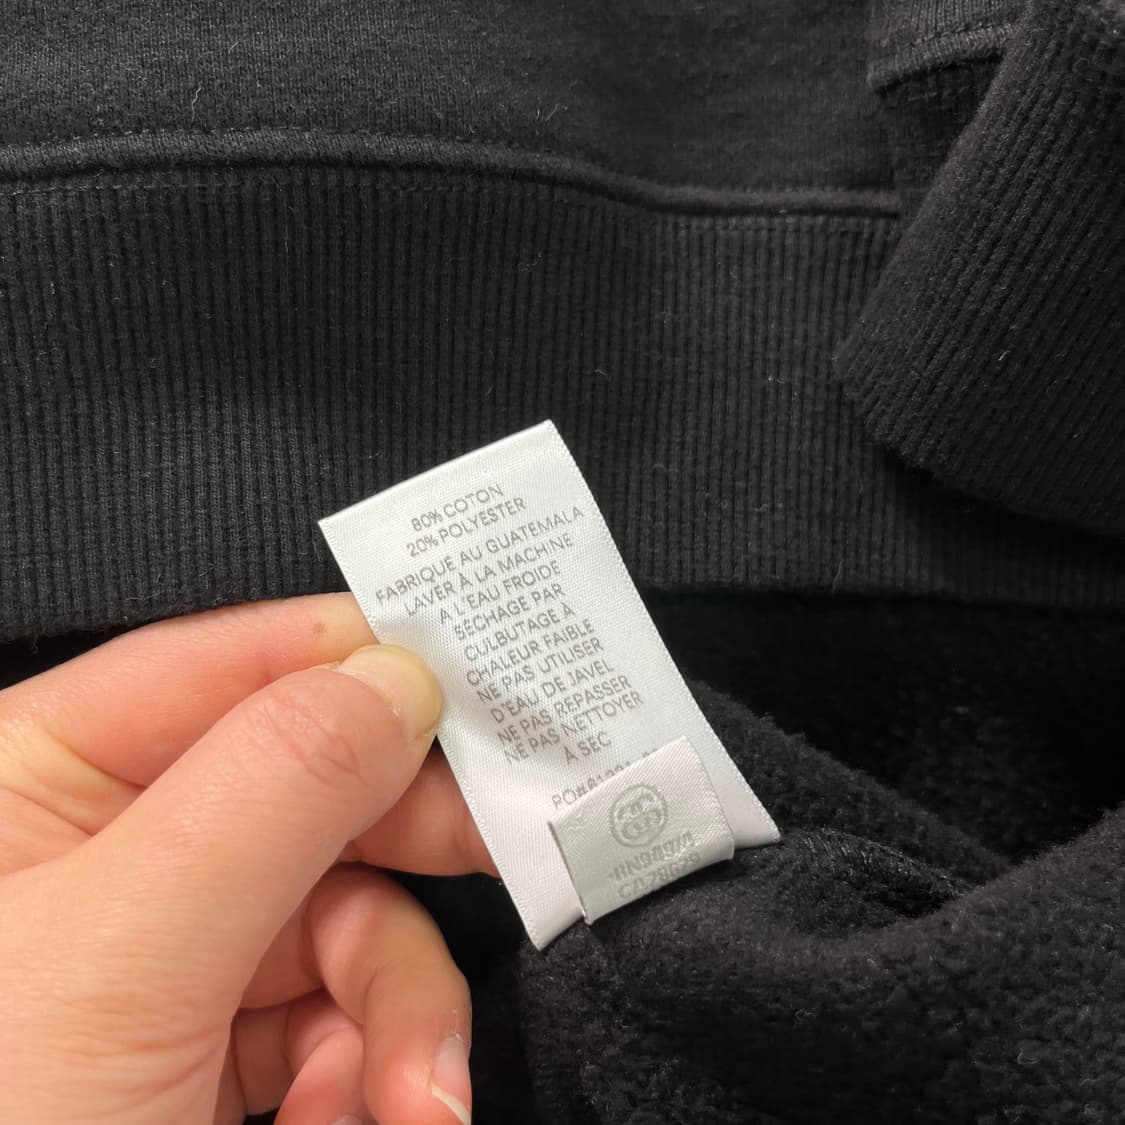 80% COTON
20% POLYESTER
FABRIQUÉ AU GUATEMALA
LAVER À LA MACHINE
A L'EAU FROIDE
SÉCHAGE PAR
CULBUTAGE À
CHALEUR FAIBLE
NE PAS UTILISER
D'EAU DE JAVEL
NE PAS REPASSER
NE PAS NETTOYER
À SEC